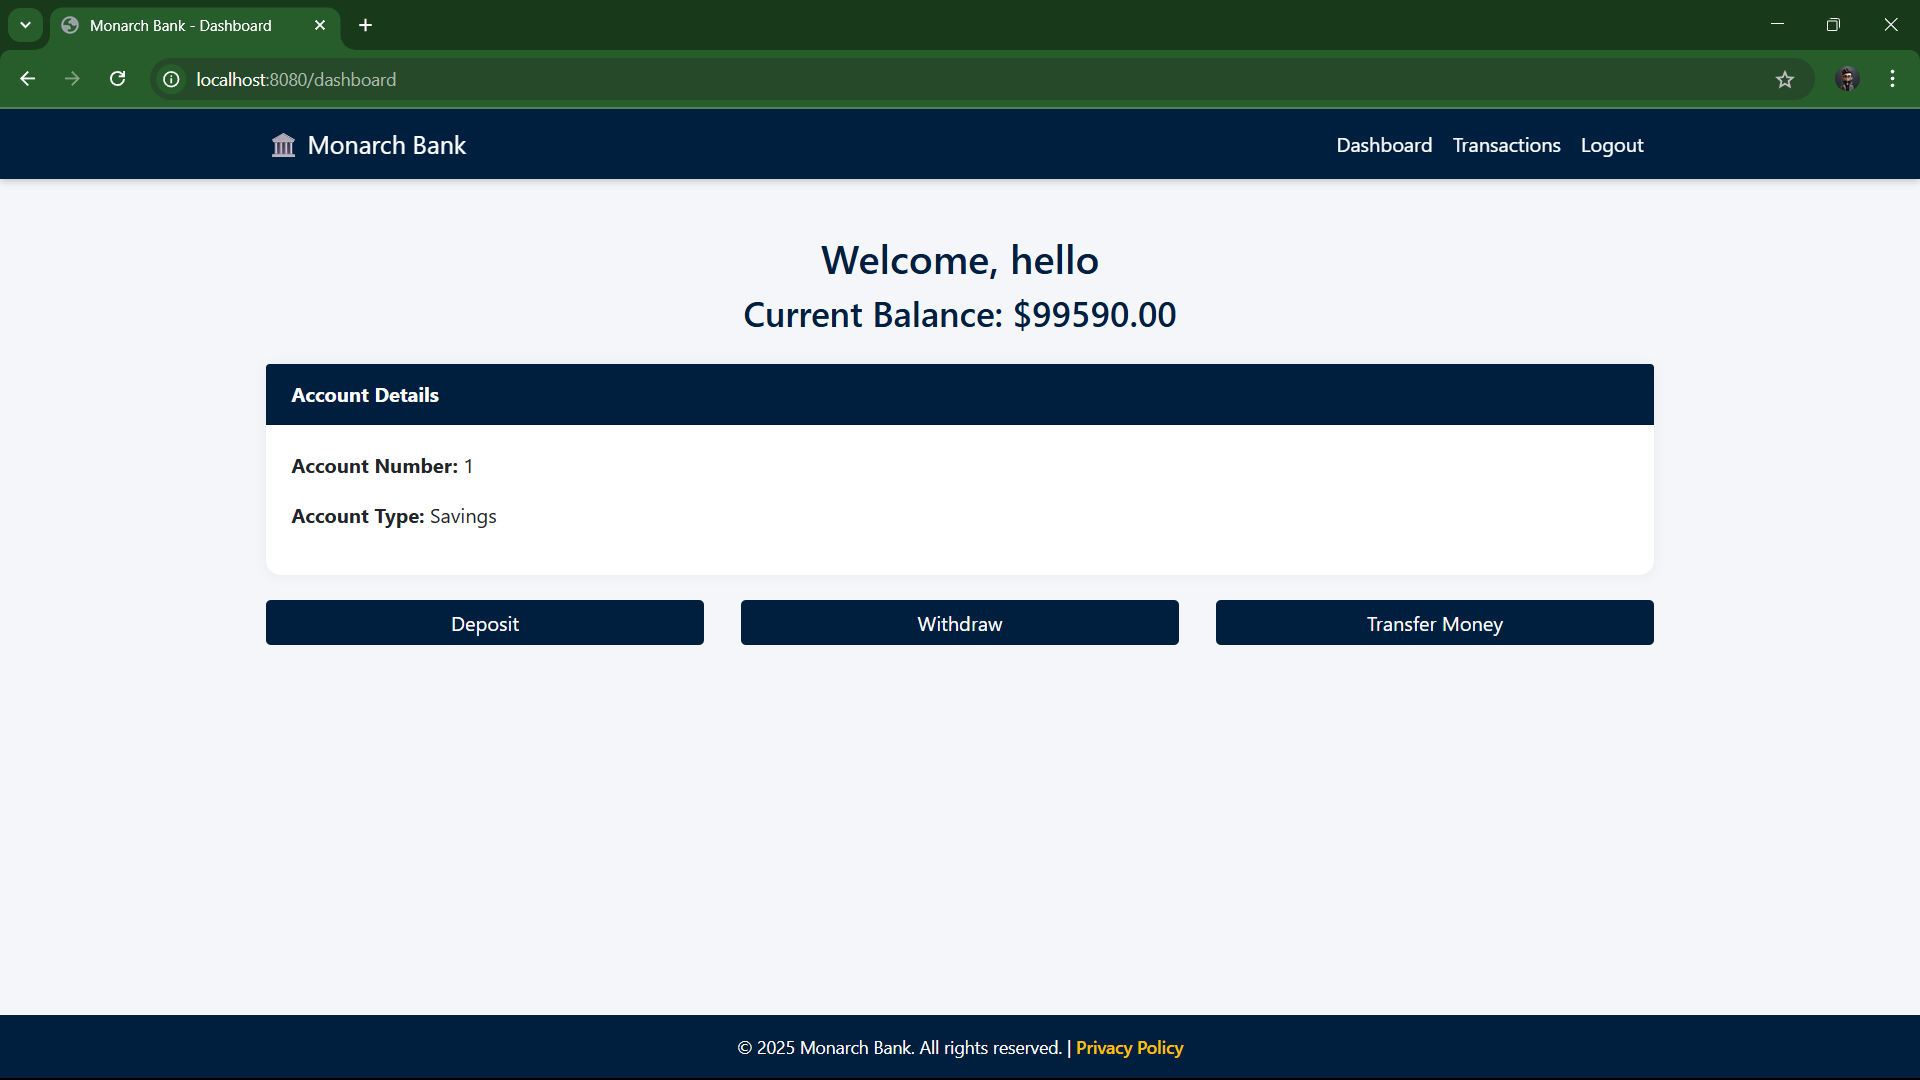 Monarch Bank - Dashboard
localhost:8080/dashboard
Monarch Bank
Dashboard Transactions Logout
Welcome, hello
Current Balance: $99590.00
Account Details
Account Number: 1
Account Type: Savings
Deposit Withdraw Transfer Money
© 2025 Monarch Bank. All rights reserved. | Privacy Policy